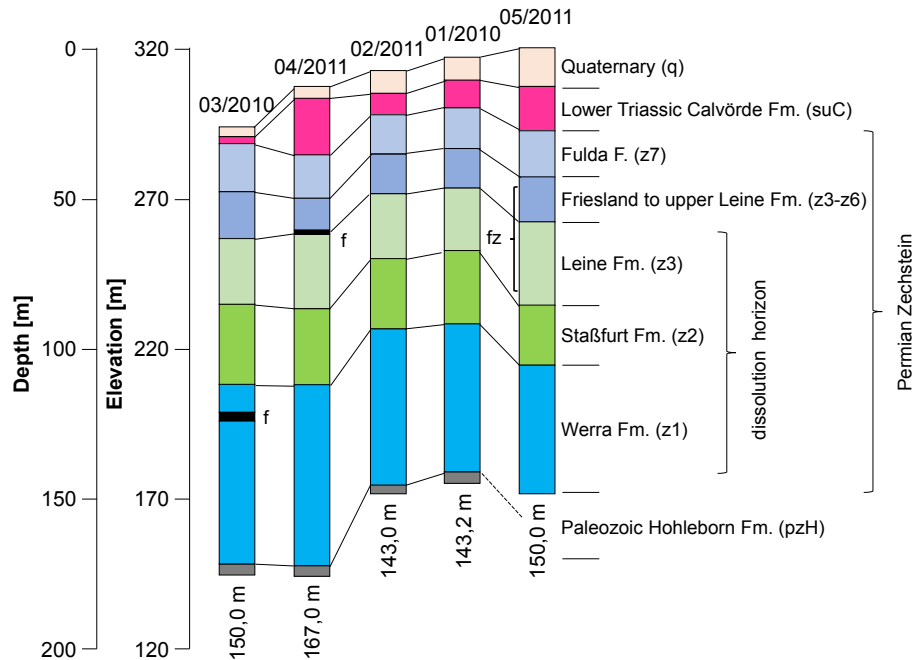 05/2011
01/2010
02/2011
04/2011
03/2010
0
50
100
150
200
Depth [m]
320
270
220
170
120
Elevation [m]
Quaternary (q)
Lower Triassic Calvörde Fm. (suC)
Fulda F. (z7)
Friesland to upper Leine Fm. (z3-z6)
fz
f
Leine Fm. (z3)
Staßfurt Fm. (z2)
f
Werra Fm. (z1)
Paleozoic Hohleborn Fm. (pzH)
dissolution horizon
Permian Zechstein
150,0 m
167,0 m
143,0 m
143,2 m
150,0 m